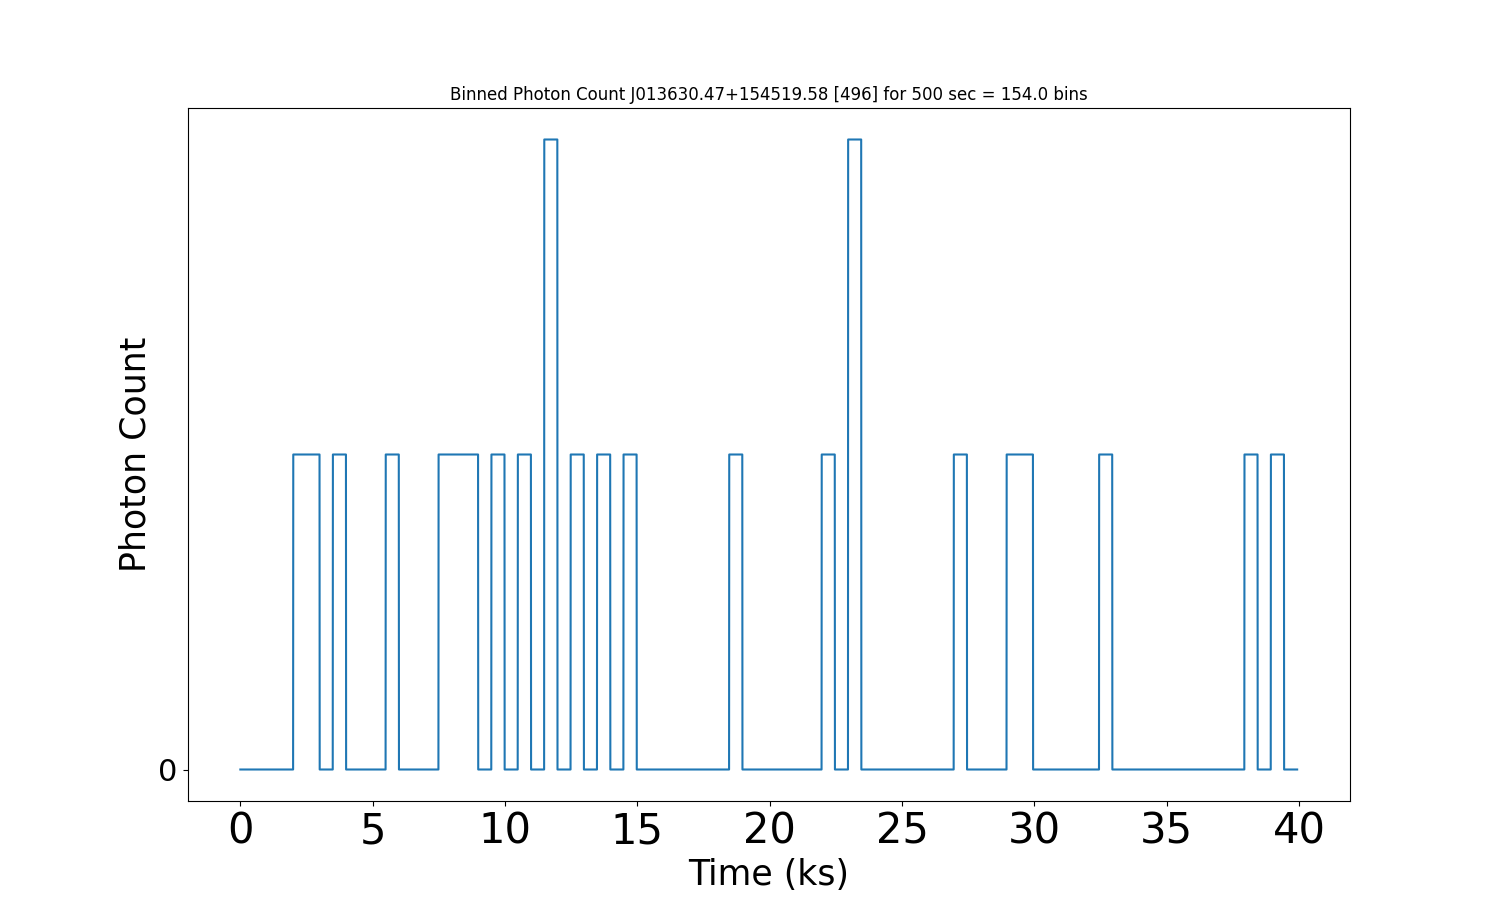 Binned Photon Count J013630.47+154519.58 [496] for 500 sec = 154.0 bins
Photon Count
0
0 5 10 15 20 25 30 35 40
Time (ks)